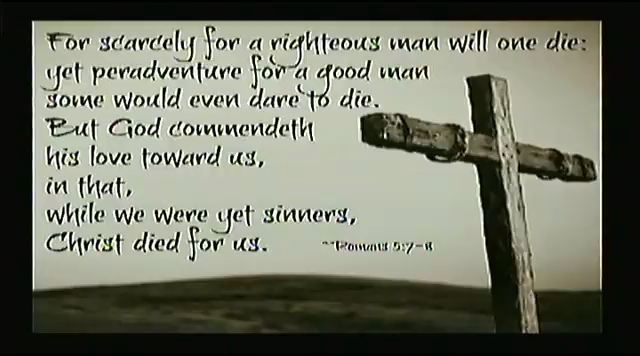 For scarcely for a righteous man will one die:
yet peradventure for a good man
some would even dare to die.
But God commendeth
his love toward us,
in that,
while we were yet sinners,
Christ died for us.
~Romans 5:7-8